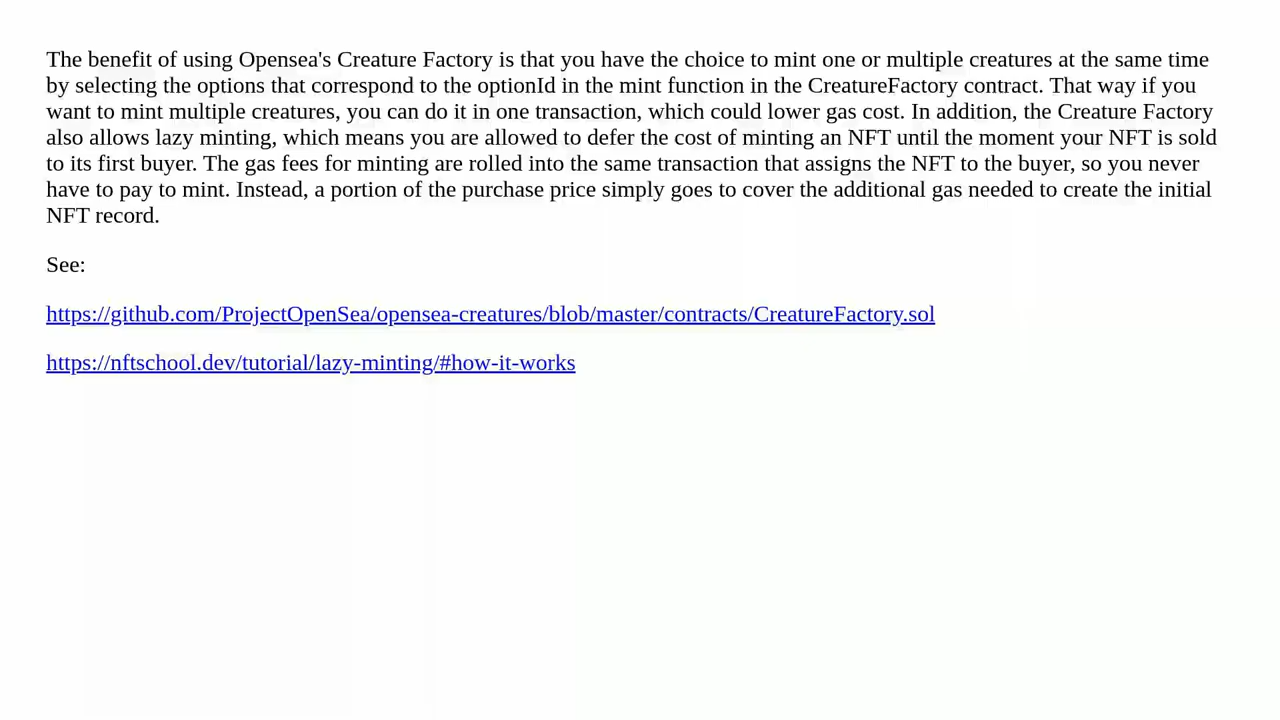 The benefit of using Opensea's Creature Factory is that you have the choice to mint one or multiple creatures at the same time
by selecting the options that correspond to the optionId in the mint function in the CreatureFactory contract. That way if you
want to mint multiple creatures, you can do it in one transaction, which could lower gas cost. In addition, the Creature Factory
also allows lazy minting, which means you are allowed to defer the cost of minting an NFT until the moment your NFT is sold
to its first buyer. The gas fees for minting are rolled into the same transaction that assigns the NFT to the buyer, so you never
have to pay to mint. Instead, a portion of the purchase price simply goes to cover the additional gas needed to create the initial
NFT record.
See:
https://github.com/ProjectOpenSea/opensea-creatures/blob/master/contracts/CreatureFactory.sol
https://nftschool.dev/tutorial/lazy-minting/#how-it-works